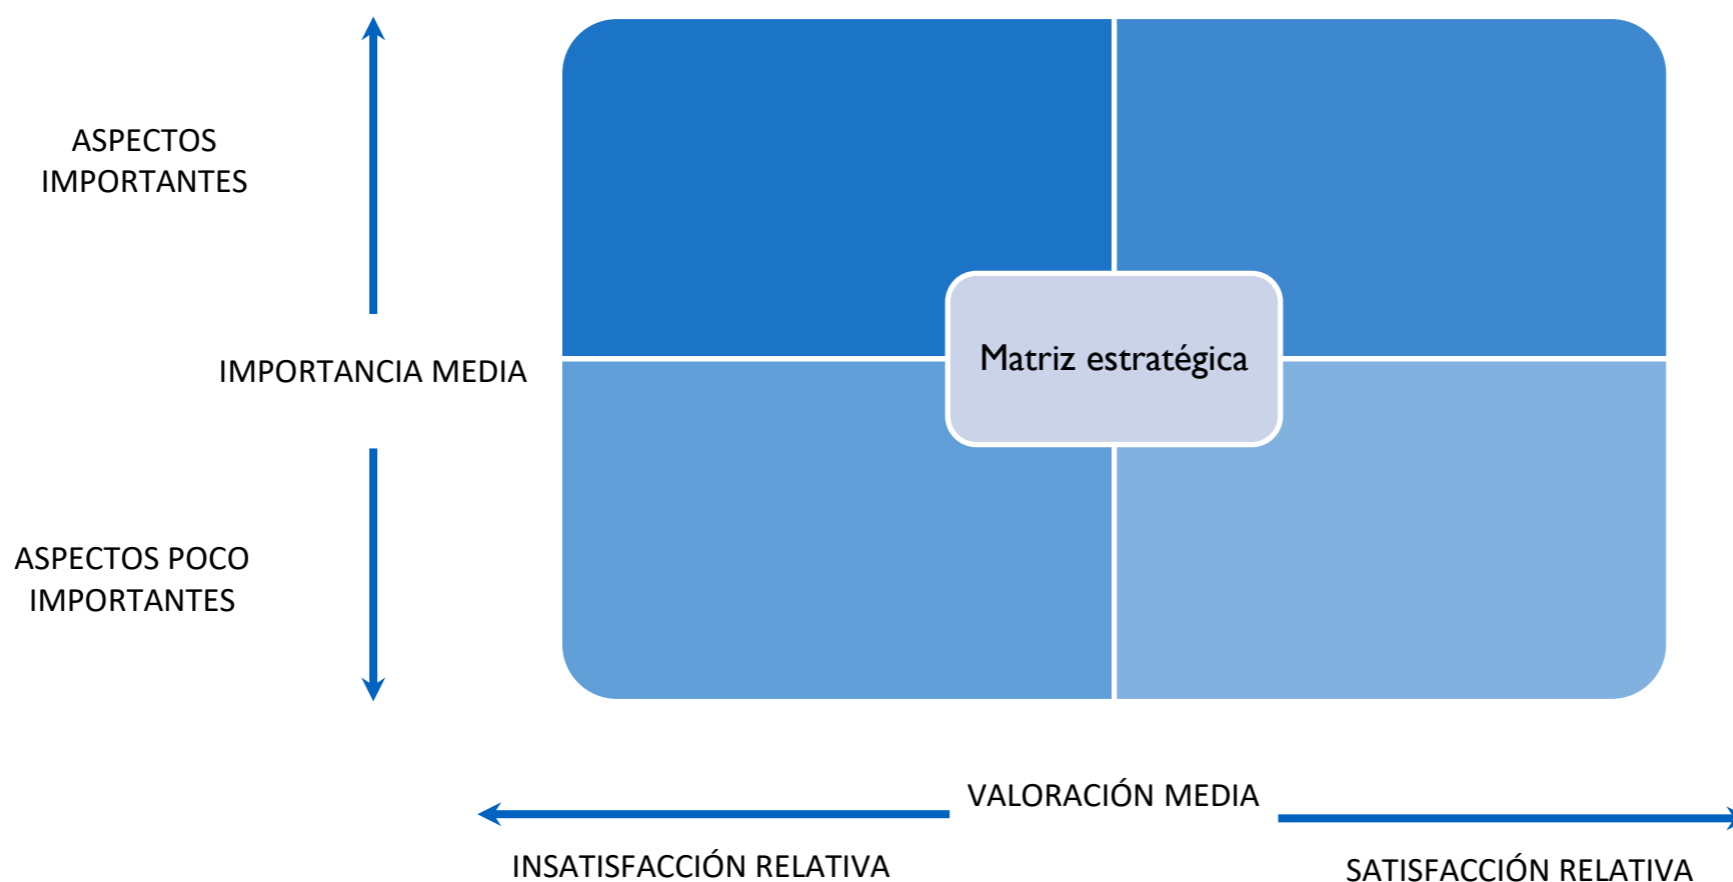 ASPECTOS
IMPORTANTES
Matriz estratégica
IMPORTANCIA MEDIA
ASPECTOS POCO
IMPORTANTES
VALORACIÓN MEDIA
INSATISFACCIÓN RELATIVA
SATISFACCIÓN RELATIVA